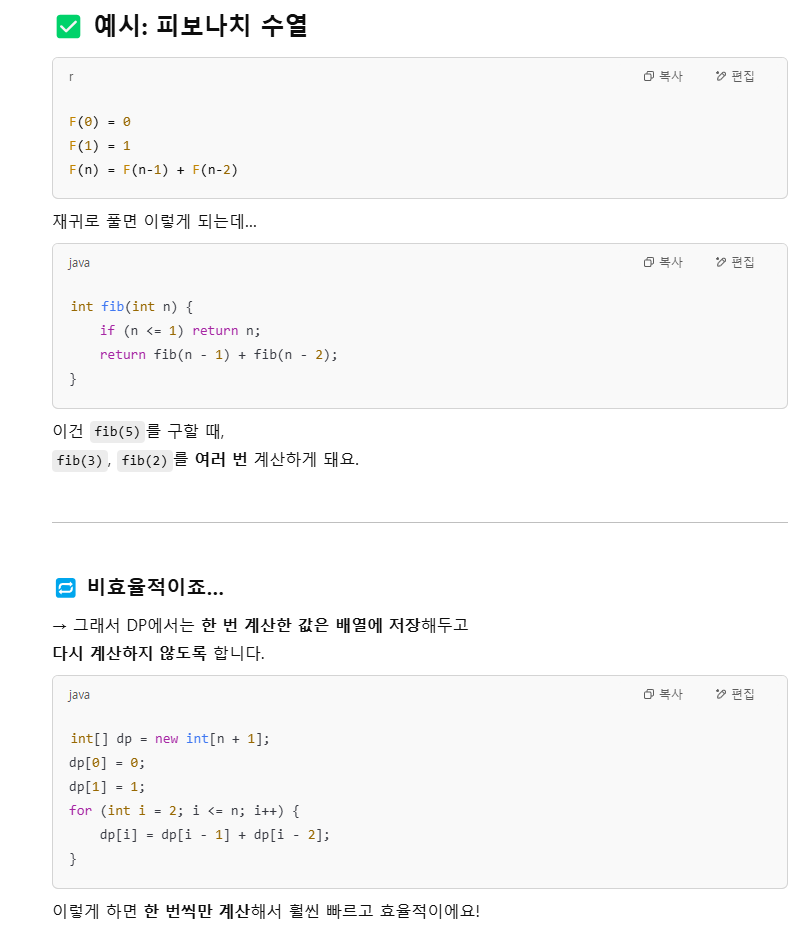 ✅ 예시: 피보나치 수열
r
복사 편집
F(0) = 0
F(1) = 1
F(n) = F(n-1) + F(n-2)
재귀로 풀면 이렇게 되는데...
java
복사 편집
int fib(int n) {
    if (n <= 1) return n;
    return fib(n - 1) + fib(n - 2);
}
이건 fib(5)를 구할 때,
fib(3), fib(2)를 여러 번 계산하게 돼요.
🔁 비효율적이죠...
→ 그래서 DP에서는 한 번 계산한 값은 배열에 저장해두고
다시 계산하지 않도록 합니다.
java
복사 편집
int[] dp = new int[n + 1];
dp[0] = 0;
dp[1] = 1;
for (int i = 2; i <= n; i++) {
    dp[i] = dp[i - 1] + dp[i - 2];
}
이렇게 하면 한 번씩만 계산해서 훨씬 빠르고 효율적이에요!